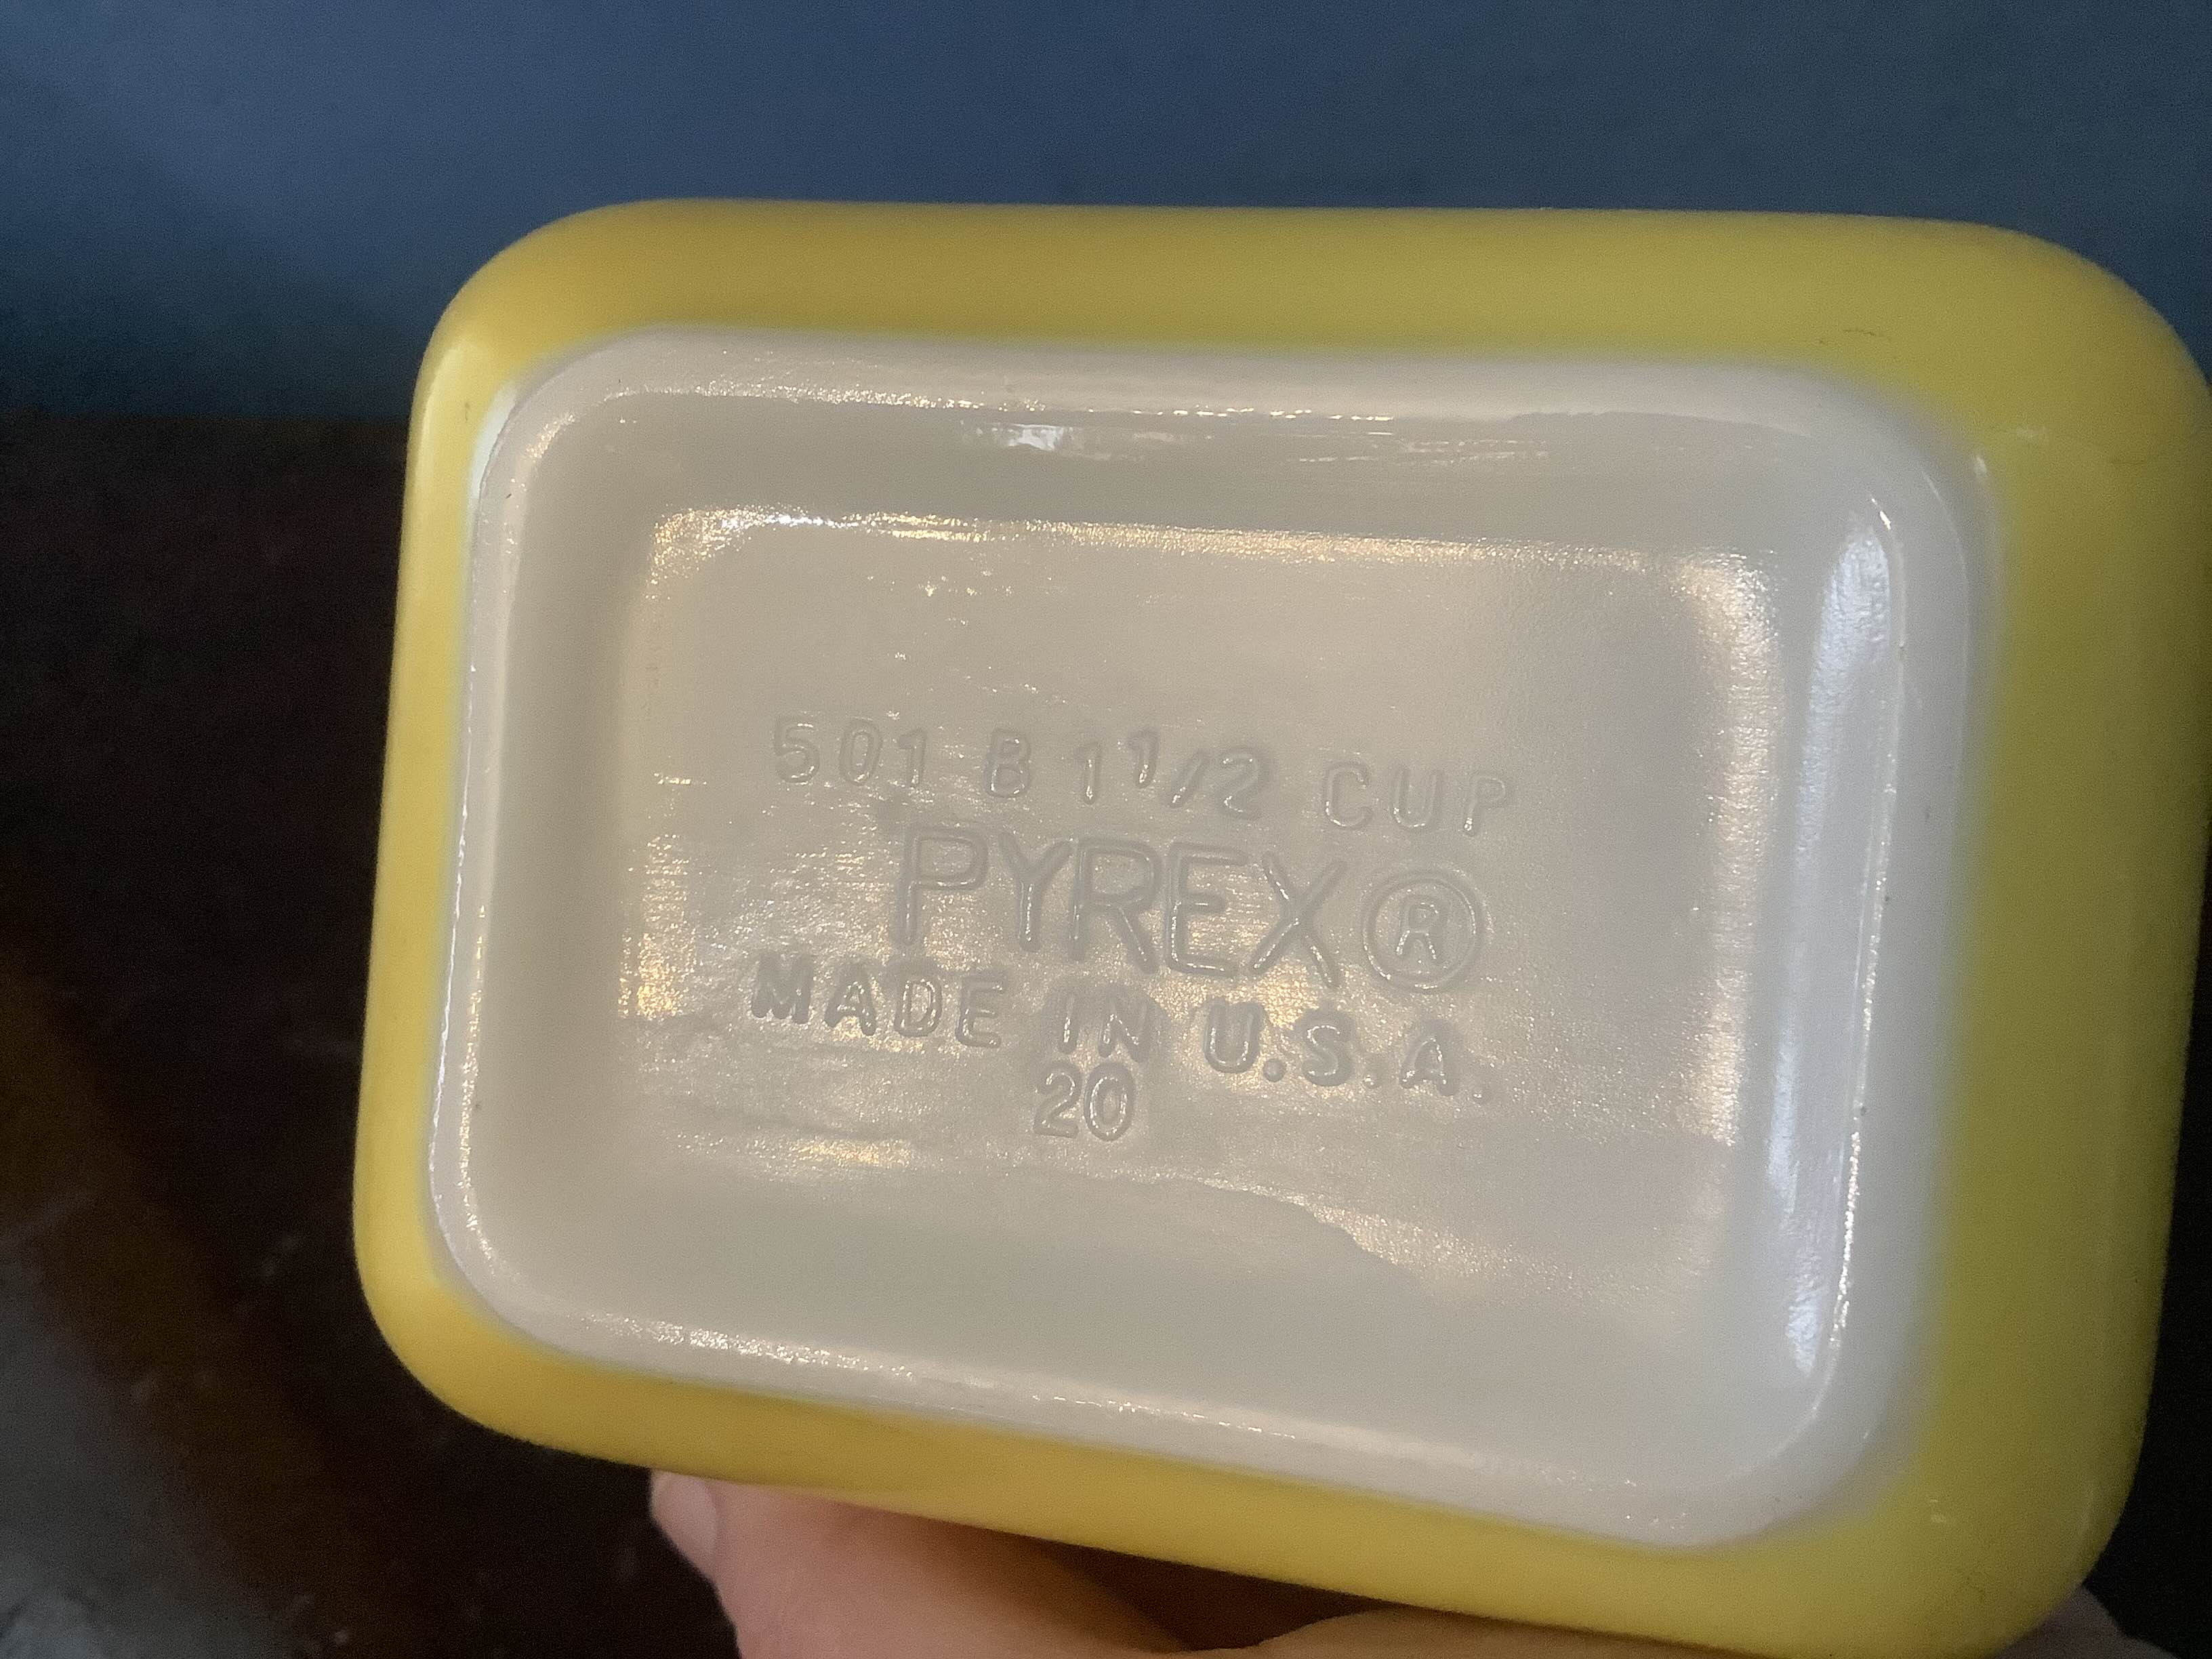 501 B 1 1/2 CUP
PYREX ®
MADE IN U.S.A.
20